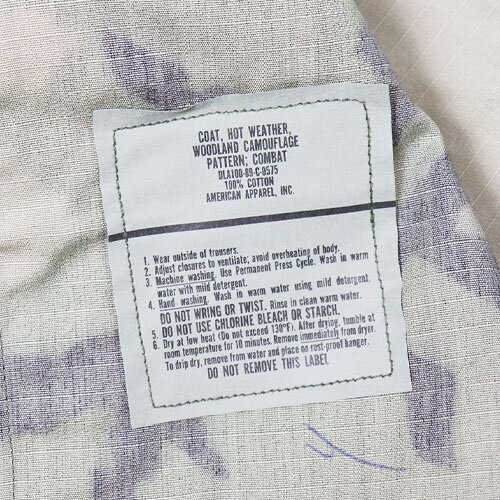 COAT, HOT WEATHER,
WOODLAND CAMOUFLAGE
PATTERN; COMBAT
DLA100-89-C-0575
100% COTTON
AMERICAN APPAREL, INC.
1. Wear outside of trousers.
2. Adjust closures to ventilate; avoid overheating of body.
3. Machine washing. Use Permanent Press Cycle. Wash in warm
water with mild detergent.
4. Hand washing. Wash in warm water using mild detergent.
DO NOT WRING OR TWIST. Rinse in clean warm water.
5. DO NOT USE CHLORINE BLEACH OR STARCH.
6. Dry at low heat (Do not exceed 130°F). After drying, tumble at
room temperature for 10 minutes. Remove immediately from dryer.
To drip dry, remove from water and place on rust-proof hanger.
DO NOT REMOVE THIS LABEL